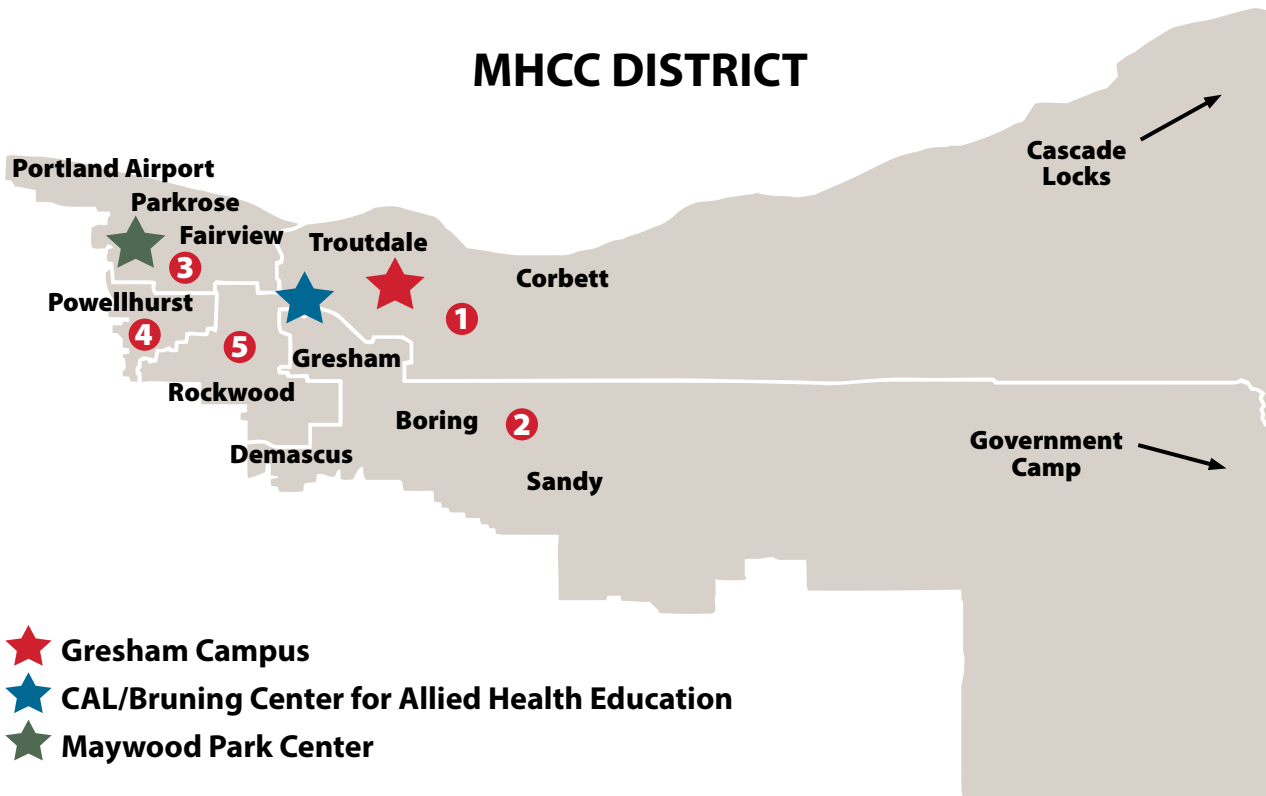 MHCC DISTRICT
Cascade
Locks
Portland Airport
Parkrose
Fairview
Troutdale
3
Corbett
Powellhurst
1
4
5
Gresham
Rockwood
Boring
2
Government
Camp
Demascus
Sandy
Gresham Campus
CAL/Bruning Center for Allied Health Education
Maywood Park Center